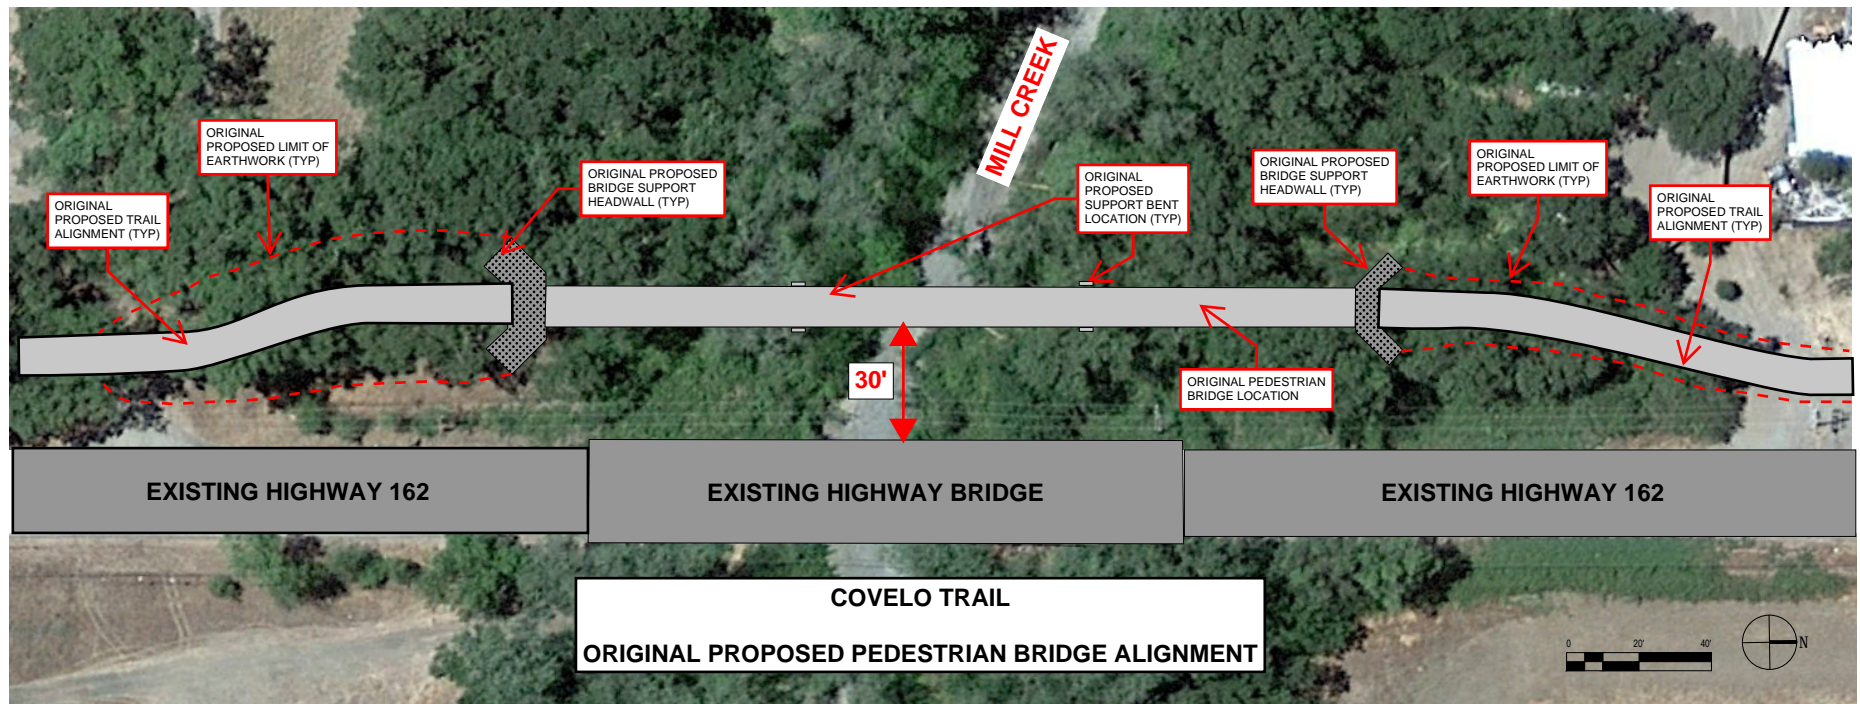 MILL CREEK
ORIGINAL
PROPOSED LIMIT OF
EARTHWORK (TYP)
ORIGINAL PROPOSED
BRIDGE SUPPORT
HEADWALL (TYP)
ORIGINAL
PROPOSED
SUPPORT BENT
LOCATION (TYP)
ORIGINAL PROPOSED
BRIDGE SUPPORT
HEADWALL (TYP)
ORIGINAL
PROPOSED LIMIT OF
EARTHWORK (TYP)
ORIGINAL
PROPOSED TRAIL
ALIGNMENT (TYP)
ORIGINAL
PROPOSED TRAIL
ALIGNMENT (TYP)
30'
ORIGINAL PEDESTRIAN
BRIDGE LOCATION
EXISTING HIGHWAY 162
EXISTING HIGHWAY BRIDGE
EXISTING HIGHWAY 162
COVELO TRAIL
ORIGINAL PROPOSED PEDESTRIAN BRIDGE ALIGNMENT
0 20' 40'
N